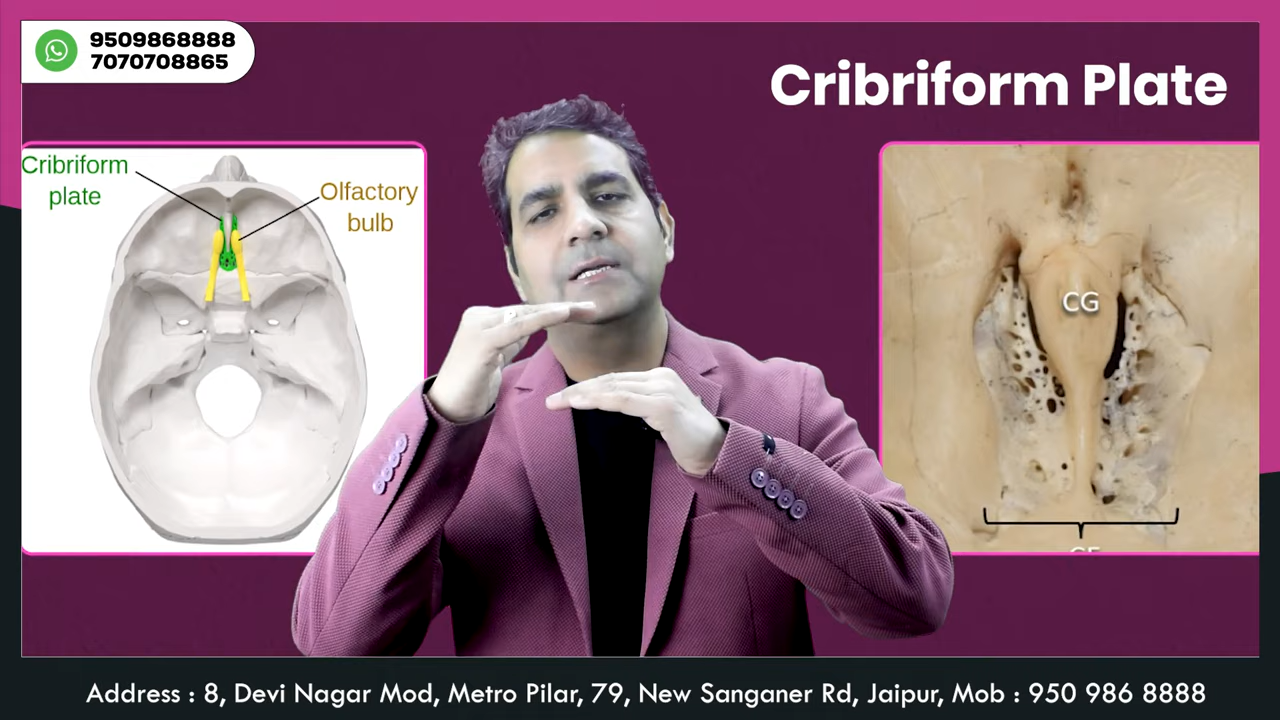 9509868888
7070708865
Cribriform Plate
Cribriform
plate
Olfactory
bulb
CG
Address : 8, Devi Nagar Mod, Metro Pilar, 79, New Sanganer Rd, Jaipur, Mob : 950 986 8888